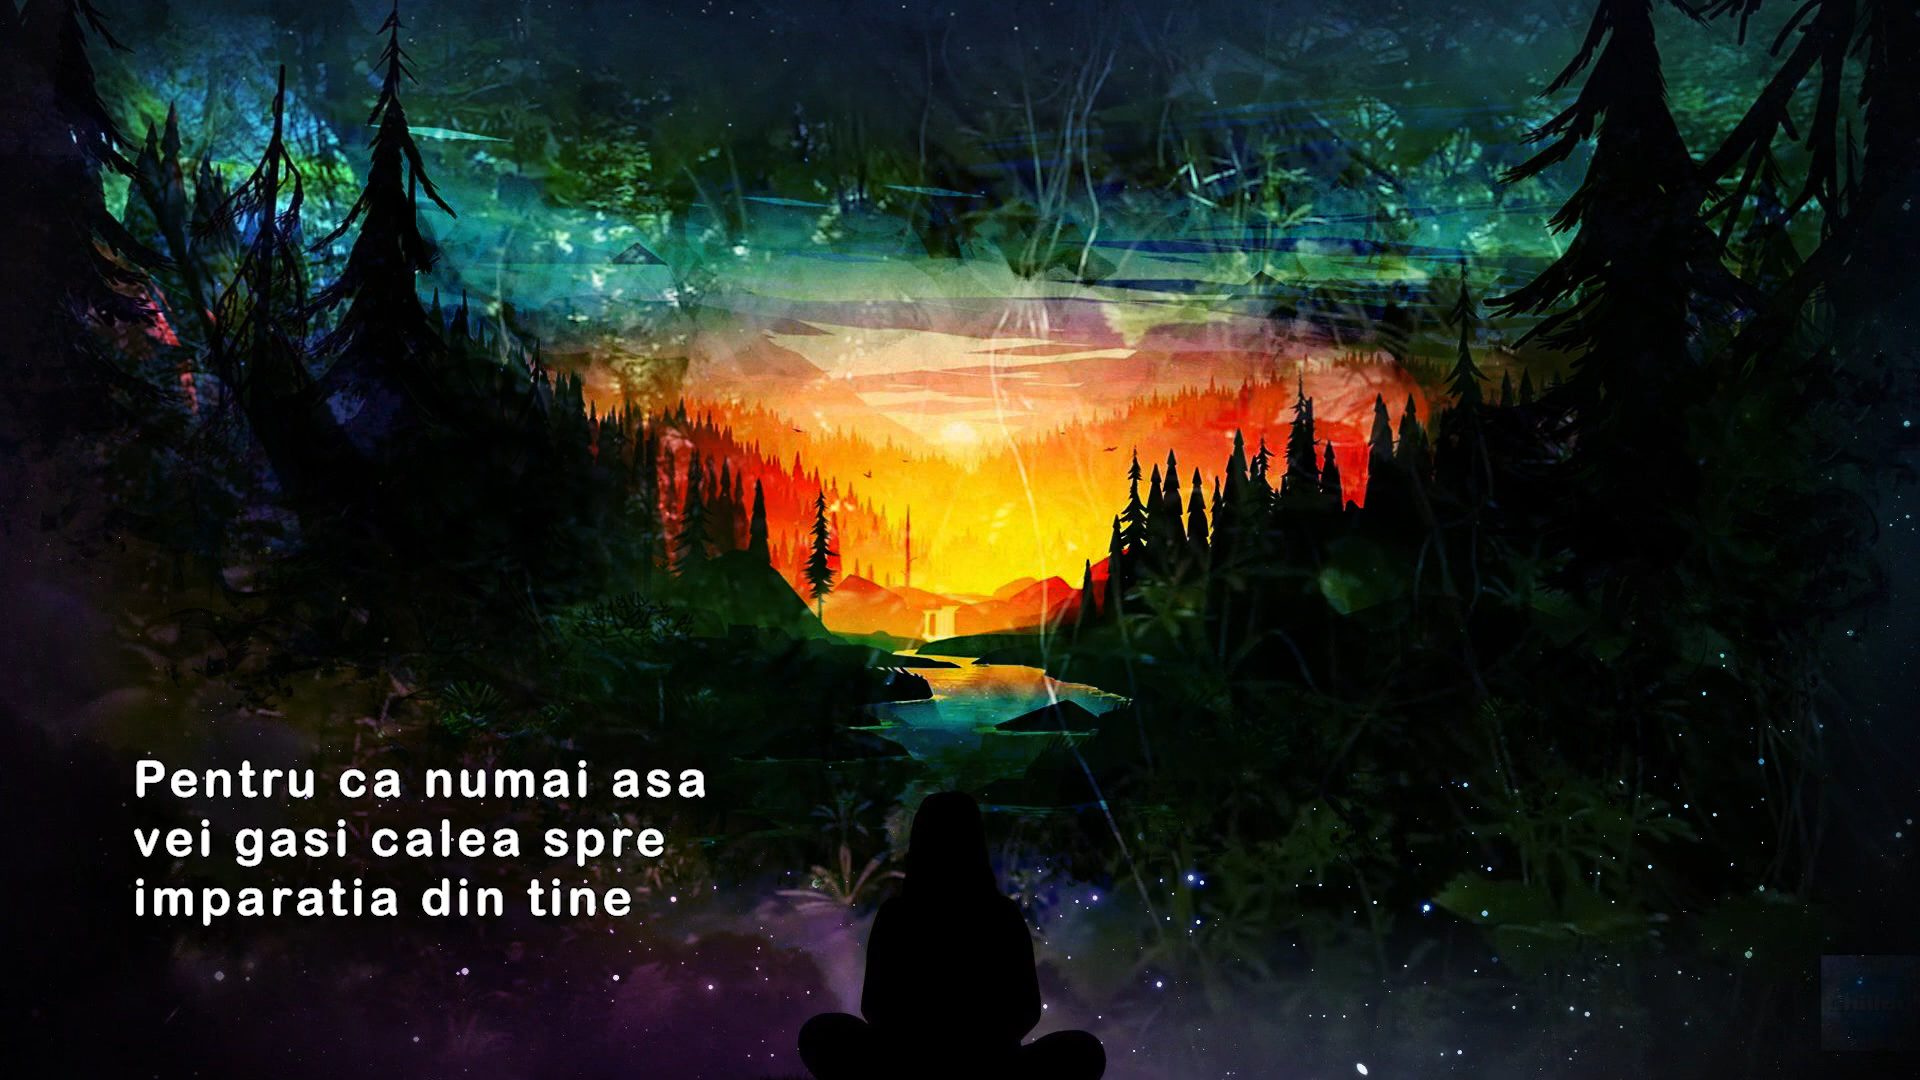 Pentru ca numai asa
vei gasi calea spre
imparatia din tine